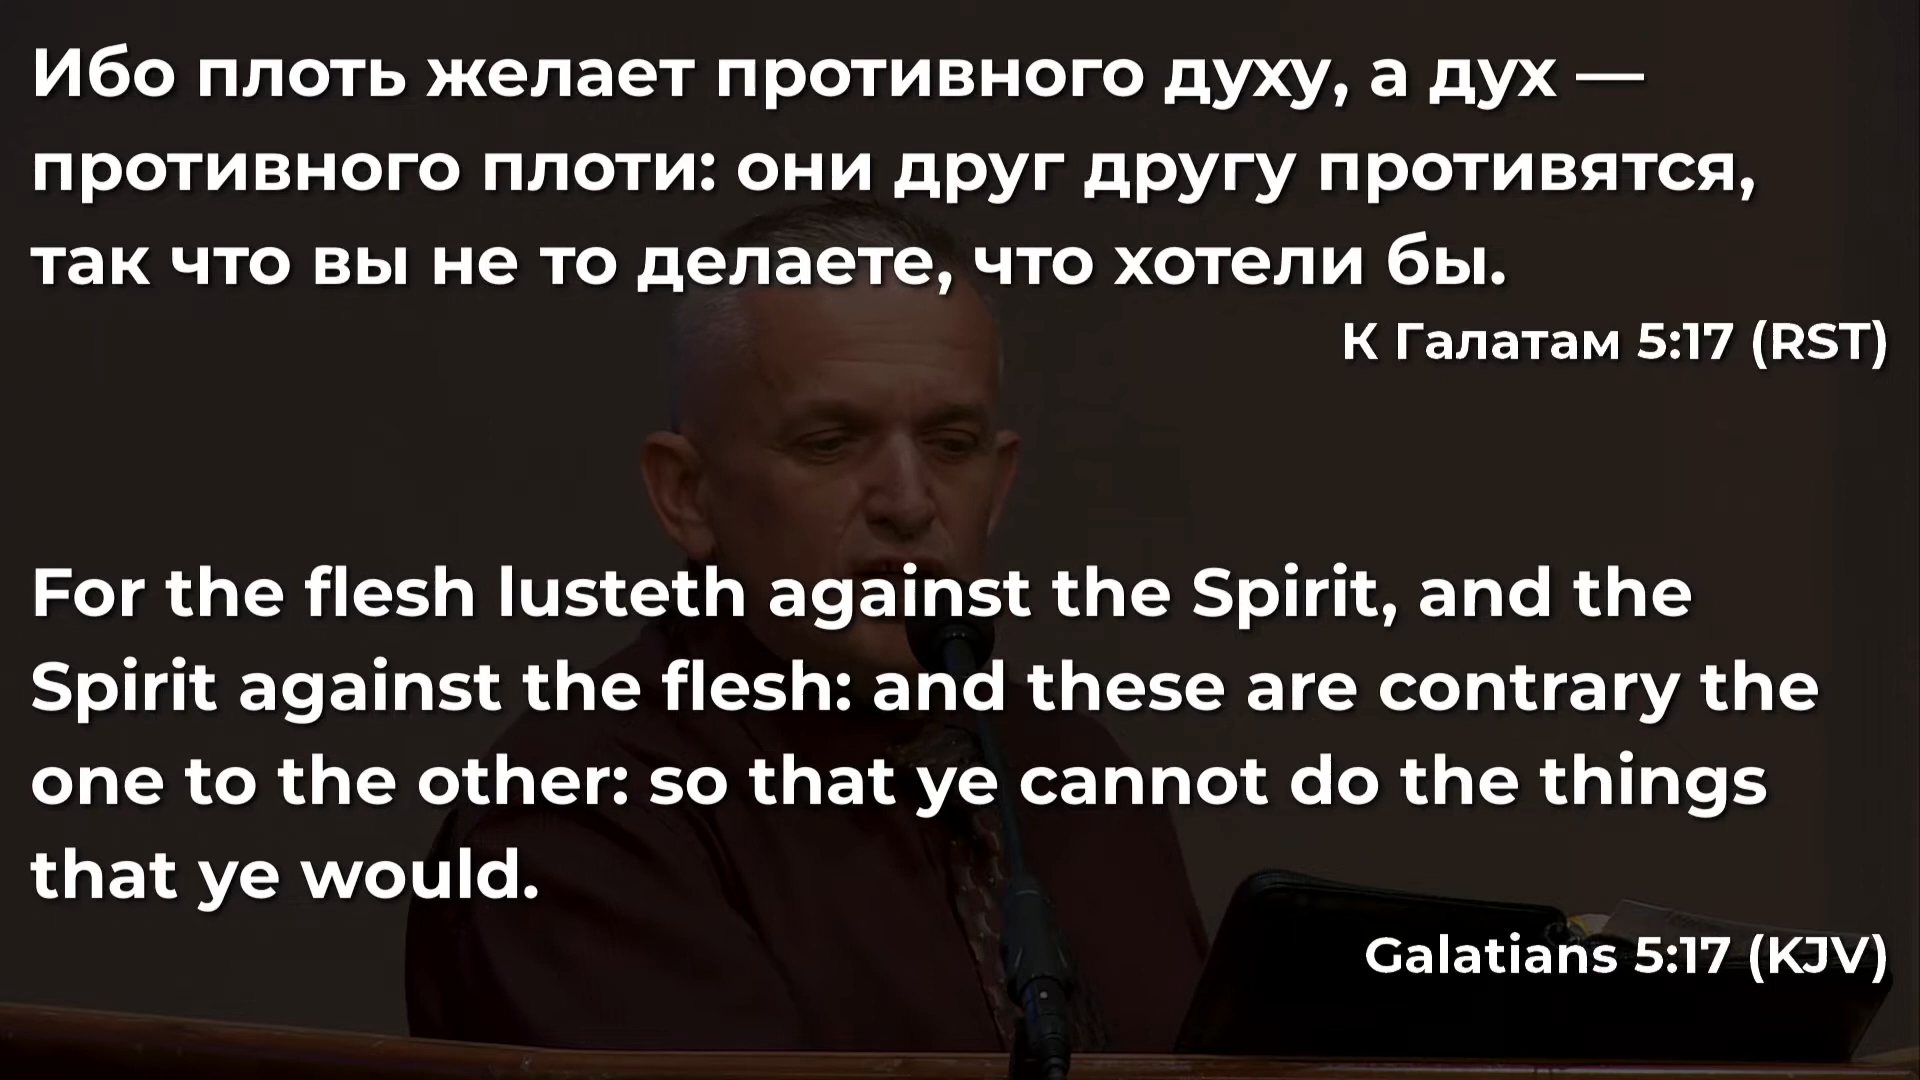 Ибо плоть желает противного духу, а дух —
противного плоти: они друг другу противятся,
так что вы не то делаете, что хотели бы.
К Галатам 5:17 (RST)
For the flesh lusteth against the Spirit, and the
Spirit against the flesh: and these are contrary the
one to the other: so that ye cannot do the things
that ye would.
Galatians 5:17 (KJV)